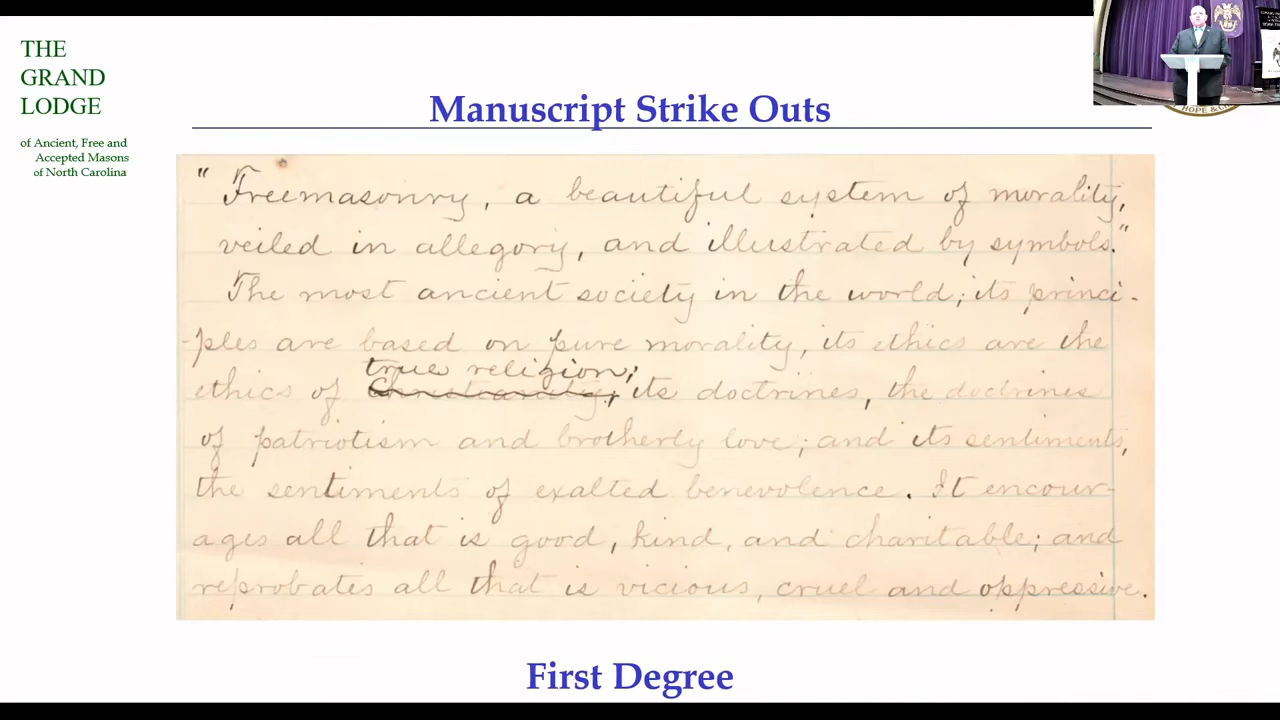 THE
GRAND
LODGE
of Ancient, Free and
Accepted Masons
of North Carolina
Manuscript Strike Outs
" Freemasonry, a beautiful system of morality,
veiled in allegory, and illustrated by symbols."
The most ancient society in the world; its princi-
-ples are based on pure morality, its ethics are the
true religion;
ethics of Christianity; its doctrines, the doctrines
of patriotism and brotherly love; and its sentiments,
the sentiments of exalted benevolence. It encour-
ages all that is good, kind, and charitable; and
reprobates all that is vicious, cruel and oppressive.
First Degree
HOPE &